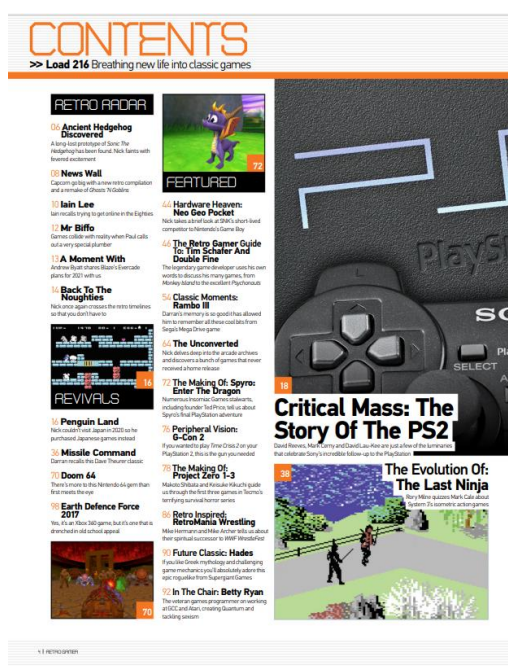 CONTENTS
>> Load 216 Breathing new life into classic games
RETRO RADAR
06 Ancient Hedgehog
Discovered
A long-lost prototype of Sonic The
Hedgehog has been found. Nick faints with
fevered excitement
08 News Wall
Capcom go big with a new retro compilation
and a remake of Ghosts 'N Goblins
10 Iain Lee
Iain recalls trying to get online in the Eighties
12 Mr Biffo
Games collide with reality when Paul calls
out a very special plumber
13 A Moment With
Andrew Byatt shares Blaze's Evercade
plans for 2021 with us
14 Back To The
Noughties
Nick once again crosses the retro timelines
so that you don't have to
16
REVIVALS
16 Penguin Land
Nick couldn't visit Japan in 2020 so he
purchased Japanese games instead
36 Missile Command
Darran recalls this Dave Theurer classic
70 Doom 64
There's more to this Nintendo 64 gem than
first meets the eye
98 Earth Defence Force
2017
Yes, it's an Xbox 360 game, but it's one that is
drenched in old school appeal
70
72
FEATURED
44 Hardware Heaven:
Neo Geo Pocket
Nick takes a brief look at SNK's short-lived
competitor to Nintendo's Game Boy
46 The Retro Gamer Guide
To: Tim Schafer And
Double Fine
The legendary game developer uses his own
words to discuss his many games, from
Monkey Island to the excellent Psychonauts
54 Classic Moments:
Rambo III
Darran's memory is so good it has allowed
him to remember all these cool bits from
Sega's Mega Drive game
64 The Unconverted
Nick delves deep into the arcade archives
and discovers a bunch of games that never
received a home release
72 The Making Of: Spyro:
Enter The Dragon
Numerous Insomniac Games stalwarts,
including founder Ted Price, tell us about
Spyro's final PlayStation adventure
76 Peripheral Vision:
G-Con 2
If you wanted to play Time Crisis 2 on your
PlayStation 2, this is the gun you needed
78 The Making Of:
Project Zero 1-3
Makoto Shibata and Keisuke Kikuchi guide
us through the first three games in Tecmo's
terrifying survival horror series
86 Retro Inspired:
RetroMania Wrestling
Mike Hermann and Mike Archer tell us about
their spiritual successor to WWF WrestleFest
90 Future Classic: Hades
If you like Greek mythology and challenging
game mechanics you'll absolutely adore this
epic roguelike from Supergiant Games
92 In The Chair: Betty Ryan
The veteran games programmer on working
at GCC and Atari, creating Quantum and
tackling sexism
PlayS
SO
SELECT
18
Critical Mass: The
Story Of The PS2
David Reeves, Mark Cerny and David Lau-Kee are just a few of the luminaries
that celebrate Sony's incredible follow-up to the PlayStation
38
The Evolution Of:
The Last Ninja
Rory Milne quizzes Mark Cale about
System 3's isometric action games
4 | RETRO GAMER